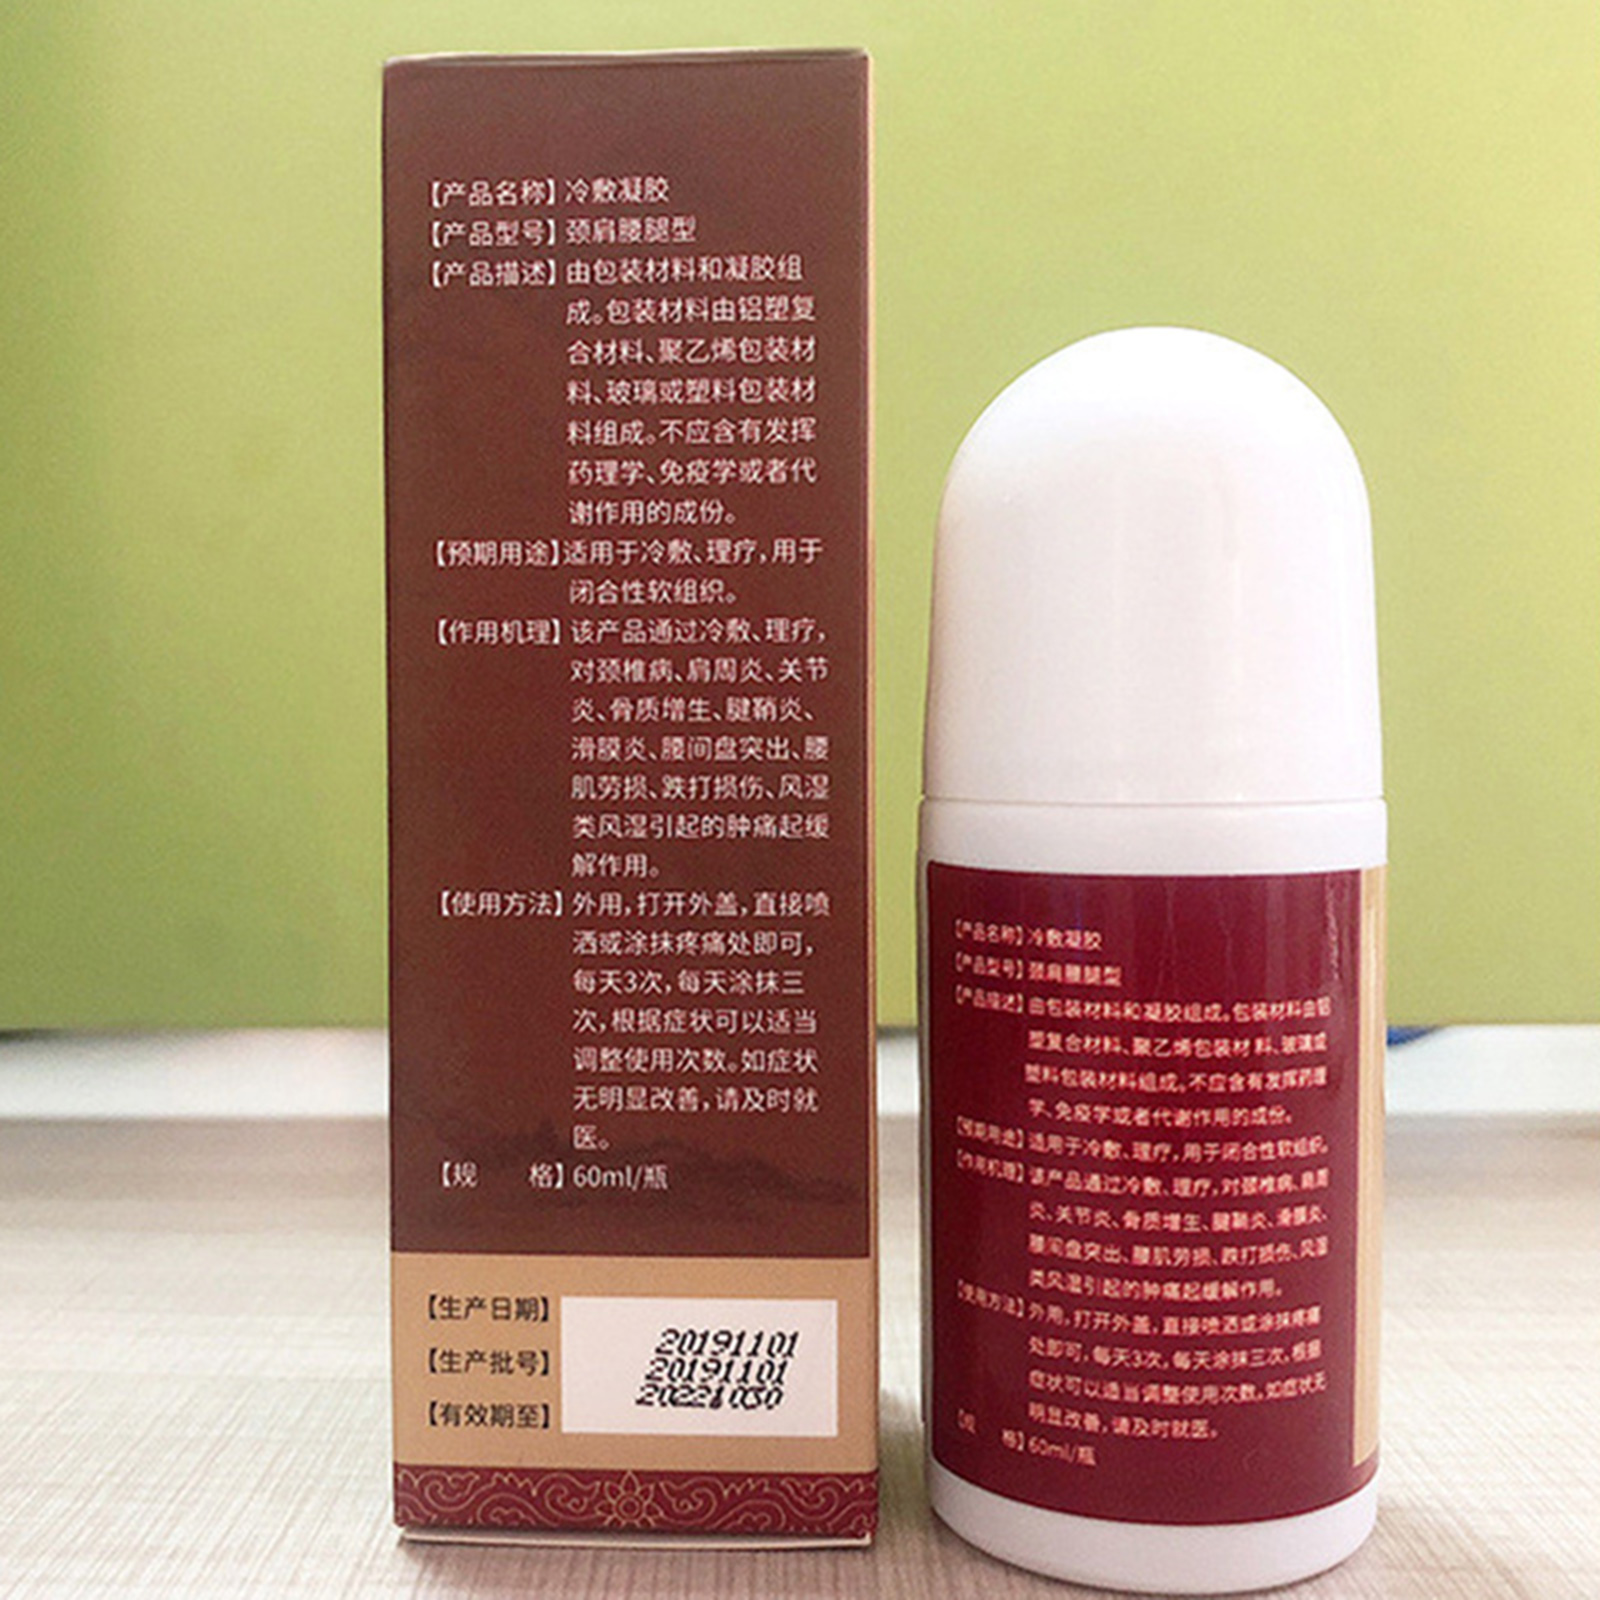 【产品名称】冷敷凝胶
【产品型号】颈肩腰腿型
【产品描述】由包装材料和凝胶组
成。包装材料由铝塑复
合材料、聚乙烯包装材
料、玻璃或塑料包装材
料组成。不应含有发挥
药理学、免疫学或者代
谢作用的成份。
【预期用途】适用于冷敷、理疗，用于
闭合性软组织。
【作用机理】该产品通过冷敷、理疗，
对颈椎病、肩周炎、关节
炎、骨质增生、腱鞘炎、
滑膜炎、腰间盘突出、腰
肌劳损、跌打损伤、风湿
类风湿引起的肿痛起缓
解作用。
【使用方法】外用，打开外盖，直接喷
洒或涂抹疼痛处即可，
每天3次，每天涂抹三
次，根据症状可以适当
调整使用次数。如症状
无明显改善，请及时就
医。
【规 格】60ml/瓶
【生产日期】20191101
【生产批号】20191101
【有效期至】20221030
【产品名称】冷敷凝胶
【产品型号】颈肩腰腿型
【产品描述】由包装材料和凝胶组成。包装材料由铝
塑复合材料、聚乙烯包装材料、玻璃或
塑料包装材料组成。不应含有发挥药理
学、免疫学或者代谢作用的成份。
【预期用途】适用于冷敷、理疗，用于闭合性软组织。
【作用机理】该产品通过冷敷、理疗，对颈椎病、肩周
炎、关节炎、骨质增生、腱鞘炎、滑膜炎、
腰间盘突出、腰肌劳损、跌打损伤、风湿
类风湿引起的肿痛起缓解作用。
【使用方法】外用，打开外盖，直接喷洒或涂抹疼痛
处即可，每天3次，每天涂抹三次，根据
症状可以适当调整使用次数，如症状无
明显改善，请及时就医。
【规 格】60ml/瓶